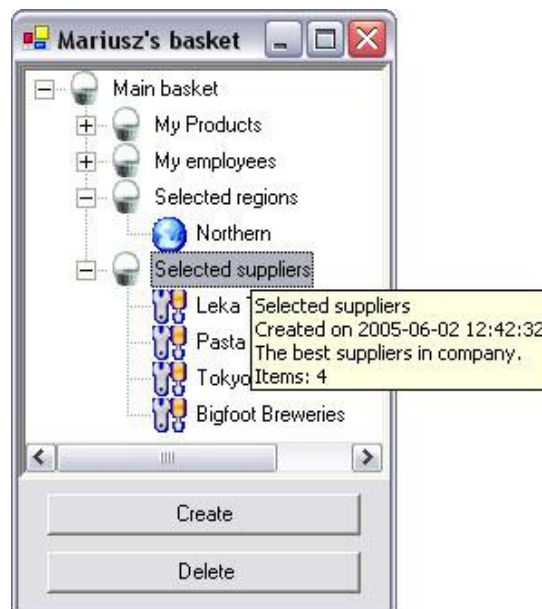 Mariusz's basket
Main basket
My Products
My employees
Selected regions
Northern
Selected suppliers
Leka
Selected suppliers
Created on 2005-06-02 12:42:32
Pasta
The best suppliers in company.
Tokyo
Items: 4
Bigfoot Breweries
Create
Delete